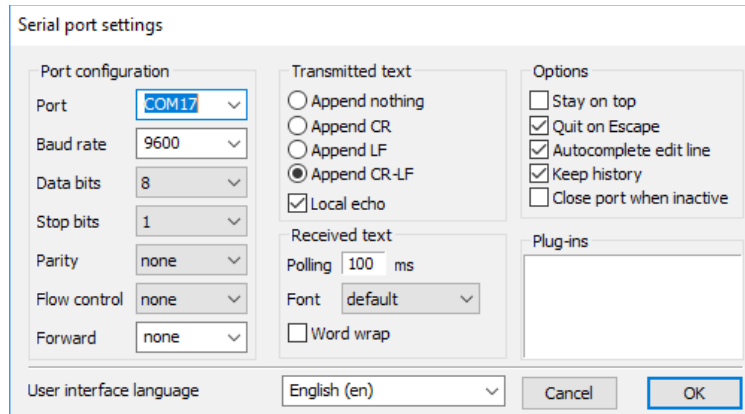 Serial port settings
Port configuration
Port COM17
Baud rate 9600
Data bits 8
Stop bits 1
Parity none
Flow control none
Forward none
Transmitted text
Append nothing
Append CR
Append LF
Append CR-LF
Local echo
Received text
Polling 100 ms
Font default
Word wrap
Options
Stay on top
Quit on Escape
Autocomplete edit line
Keep history
Close port when inactive
Plug-ins
User interface language English (en)
Cancel OK